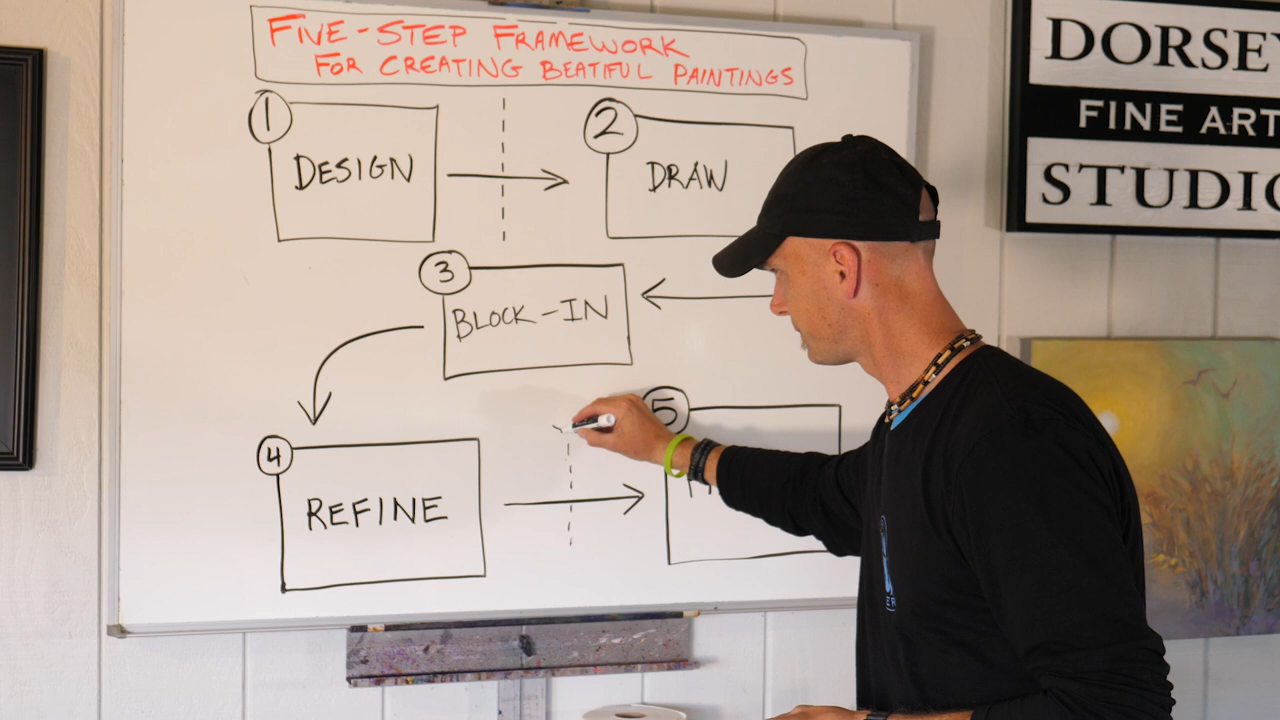 FIVE-STEP FRAMEWORK
FOR CREATING BEATIFUL PAINTINGS
1
DESIGN
2
DRAW
3
BLOCK-IN
4
REFINE
5
DORSEY
FINE ART
STUDIO